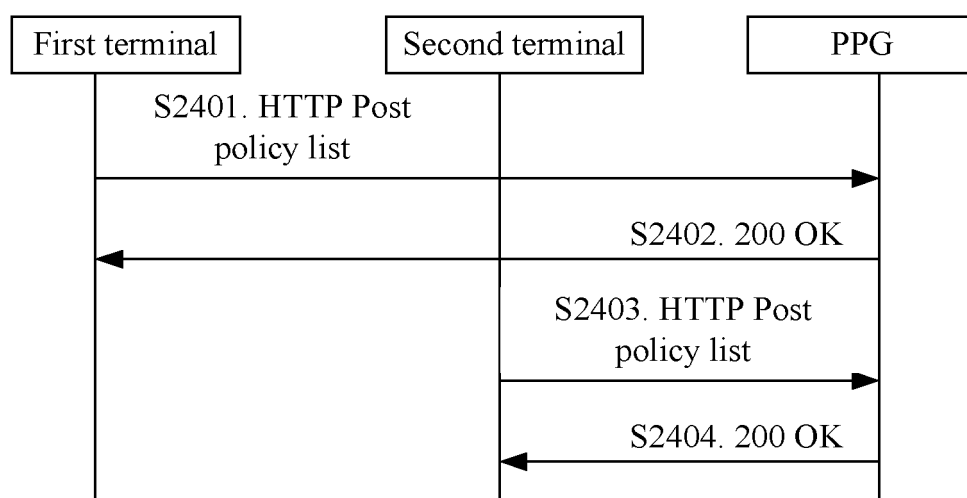 First terminal
Second terminal
PPG
S2401. HTTP Post
policy list
S2402. 200 OK
S2403. HTTP Post
policy list
S2404. 200 OK